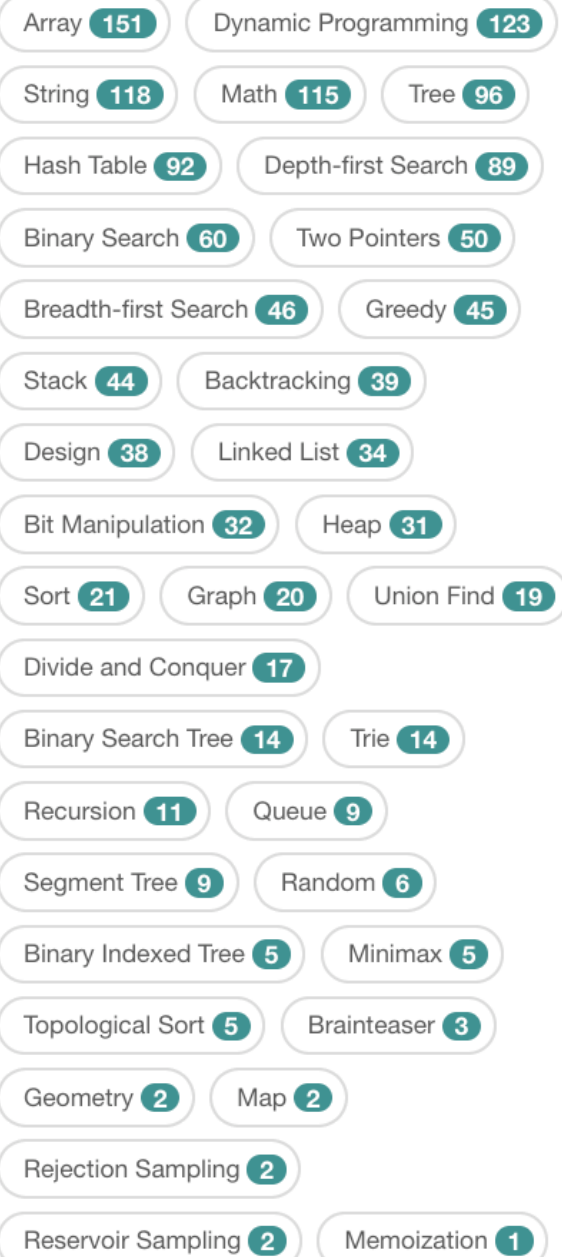 Array 151 Dynamic Programming 123
String 118 Math 115 Tree 96
Hash Table 92 Depth-first Search 89
Binary Search 60 Two Pointers 50
Breadth-first Search 46 Greedy 45
Stack 44 Backtracking 39
Design 38 Linked List 34
Bit Manipulation 32 Heap 31
Sort 21 Graph 20 Union Find 19
Divide and Conquer 17
Binary Search Tree 14 Trie 14
Recursion 11 Queue 9
Segment Tree 9 Random 6
Binary Indexed Tree 5 Minimax 5
Topological Sort 5 Brainteaser 3
Geometry 2 Map 2
Rejection Sampling 2
Reservoir Sampling 2 Memoization 1